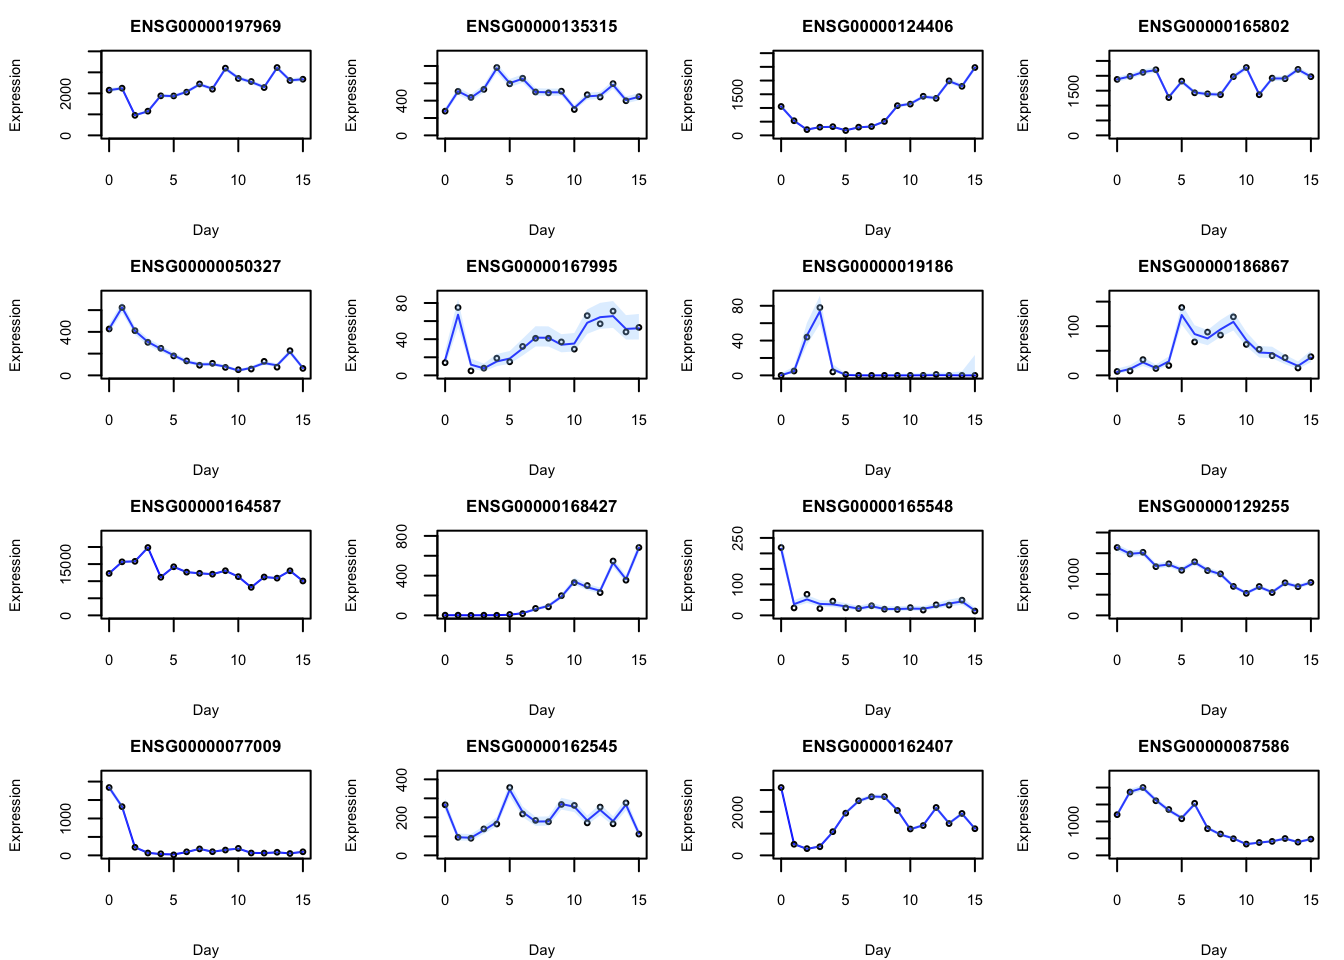 ENSG00000197969 ENSG00000135315 ENSG00000124406 ENSG00000165802
Expression 0 2000 Expression 0 400 Expression 0 1500 Expression 0 1500
0 5 10 15 0 5 10 15 0 5 10 15 0 5 10 15
Day Day Day Day
ENSG00000050327 ENSG00000167995 ENSG00000019186 ENSG00000186867
Expression 0 400 Expression 0 40 80 Expression 0 40 80 Expression 0 100
0 5 10 15 0 5 10 15 0 5 10 15 0 5 10 15
Day Day Day Day
ENSG00000164587 ENSG00000168427 ENSG00000165548 ENSG00000129255
Expression 0 1500 Expression 0 400 800 Expression 0 100 250 Expression 0 1000
0 5 10 15 0 5 10 15 0 5 10 15 0 5 10 15
Day Day Day Day
ENSG00000077009 ENSG00000162545 ENSG00000162407 ENSG00000087586
Expression 0 1000 Expression 0 200 400 Expression 0 2000 Expression 0 1000
0 5 10 15 0 5 10 15 0 5 10 15 0 5 10 15
Day Day Day Day